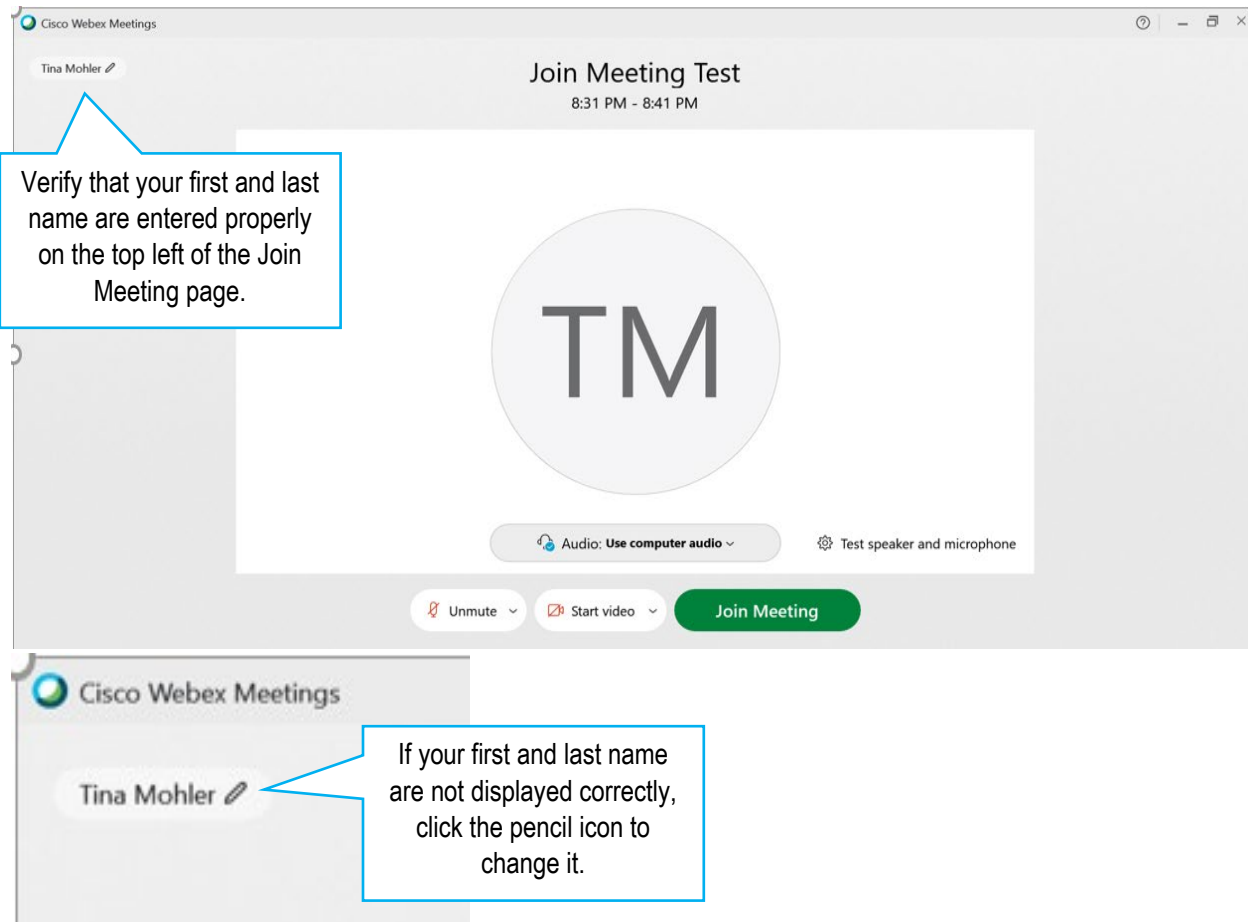 Cisco Webex Meetings
Tina Mohler
Join Meeting Test
8:31 PM - 8:41 PM
Verify that your first and last
name are entered properly
on the top left of the Join
Meeting page.
TM
Audio: Use computer audio
Test speaker and microphone
Unmute
Start video
Join Meeting
Cisco Webex Meetings
Tina Mohler
If your first and last name
are not displayed correctly,
click the pencil icon to
change it.